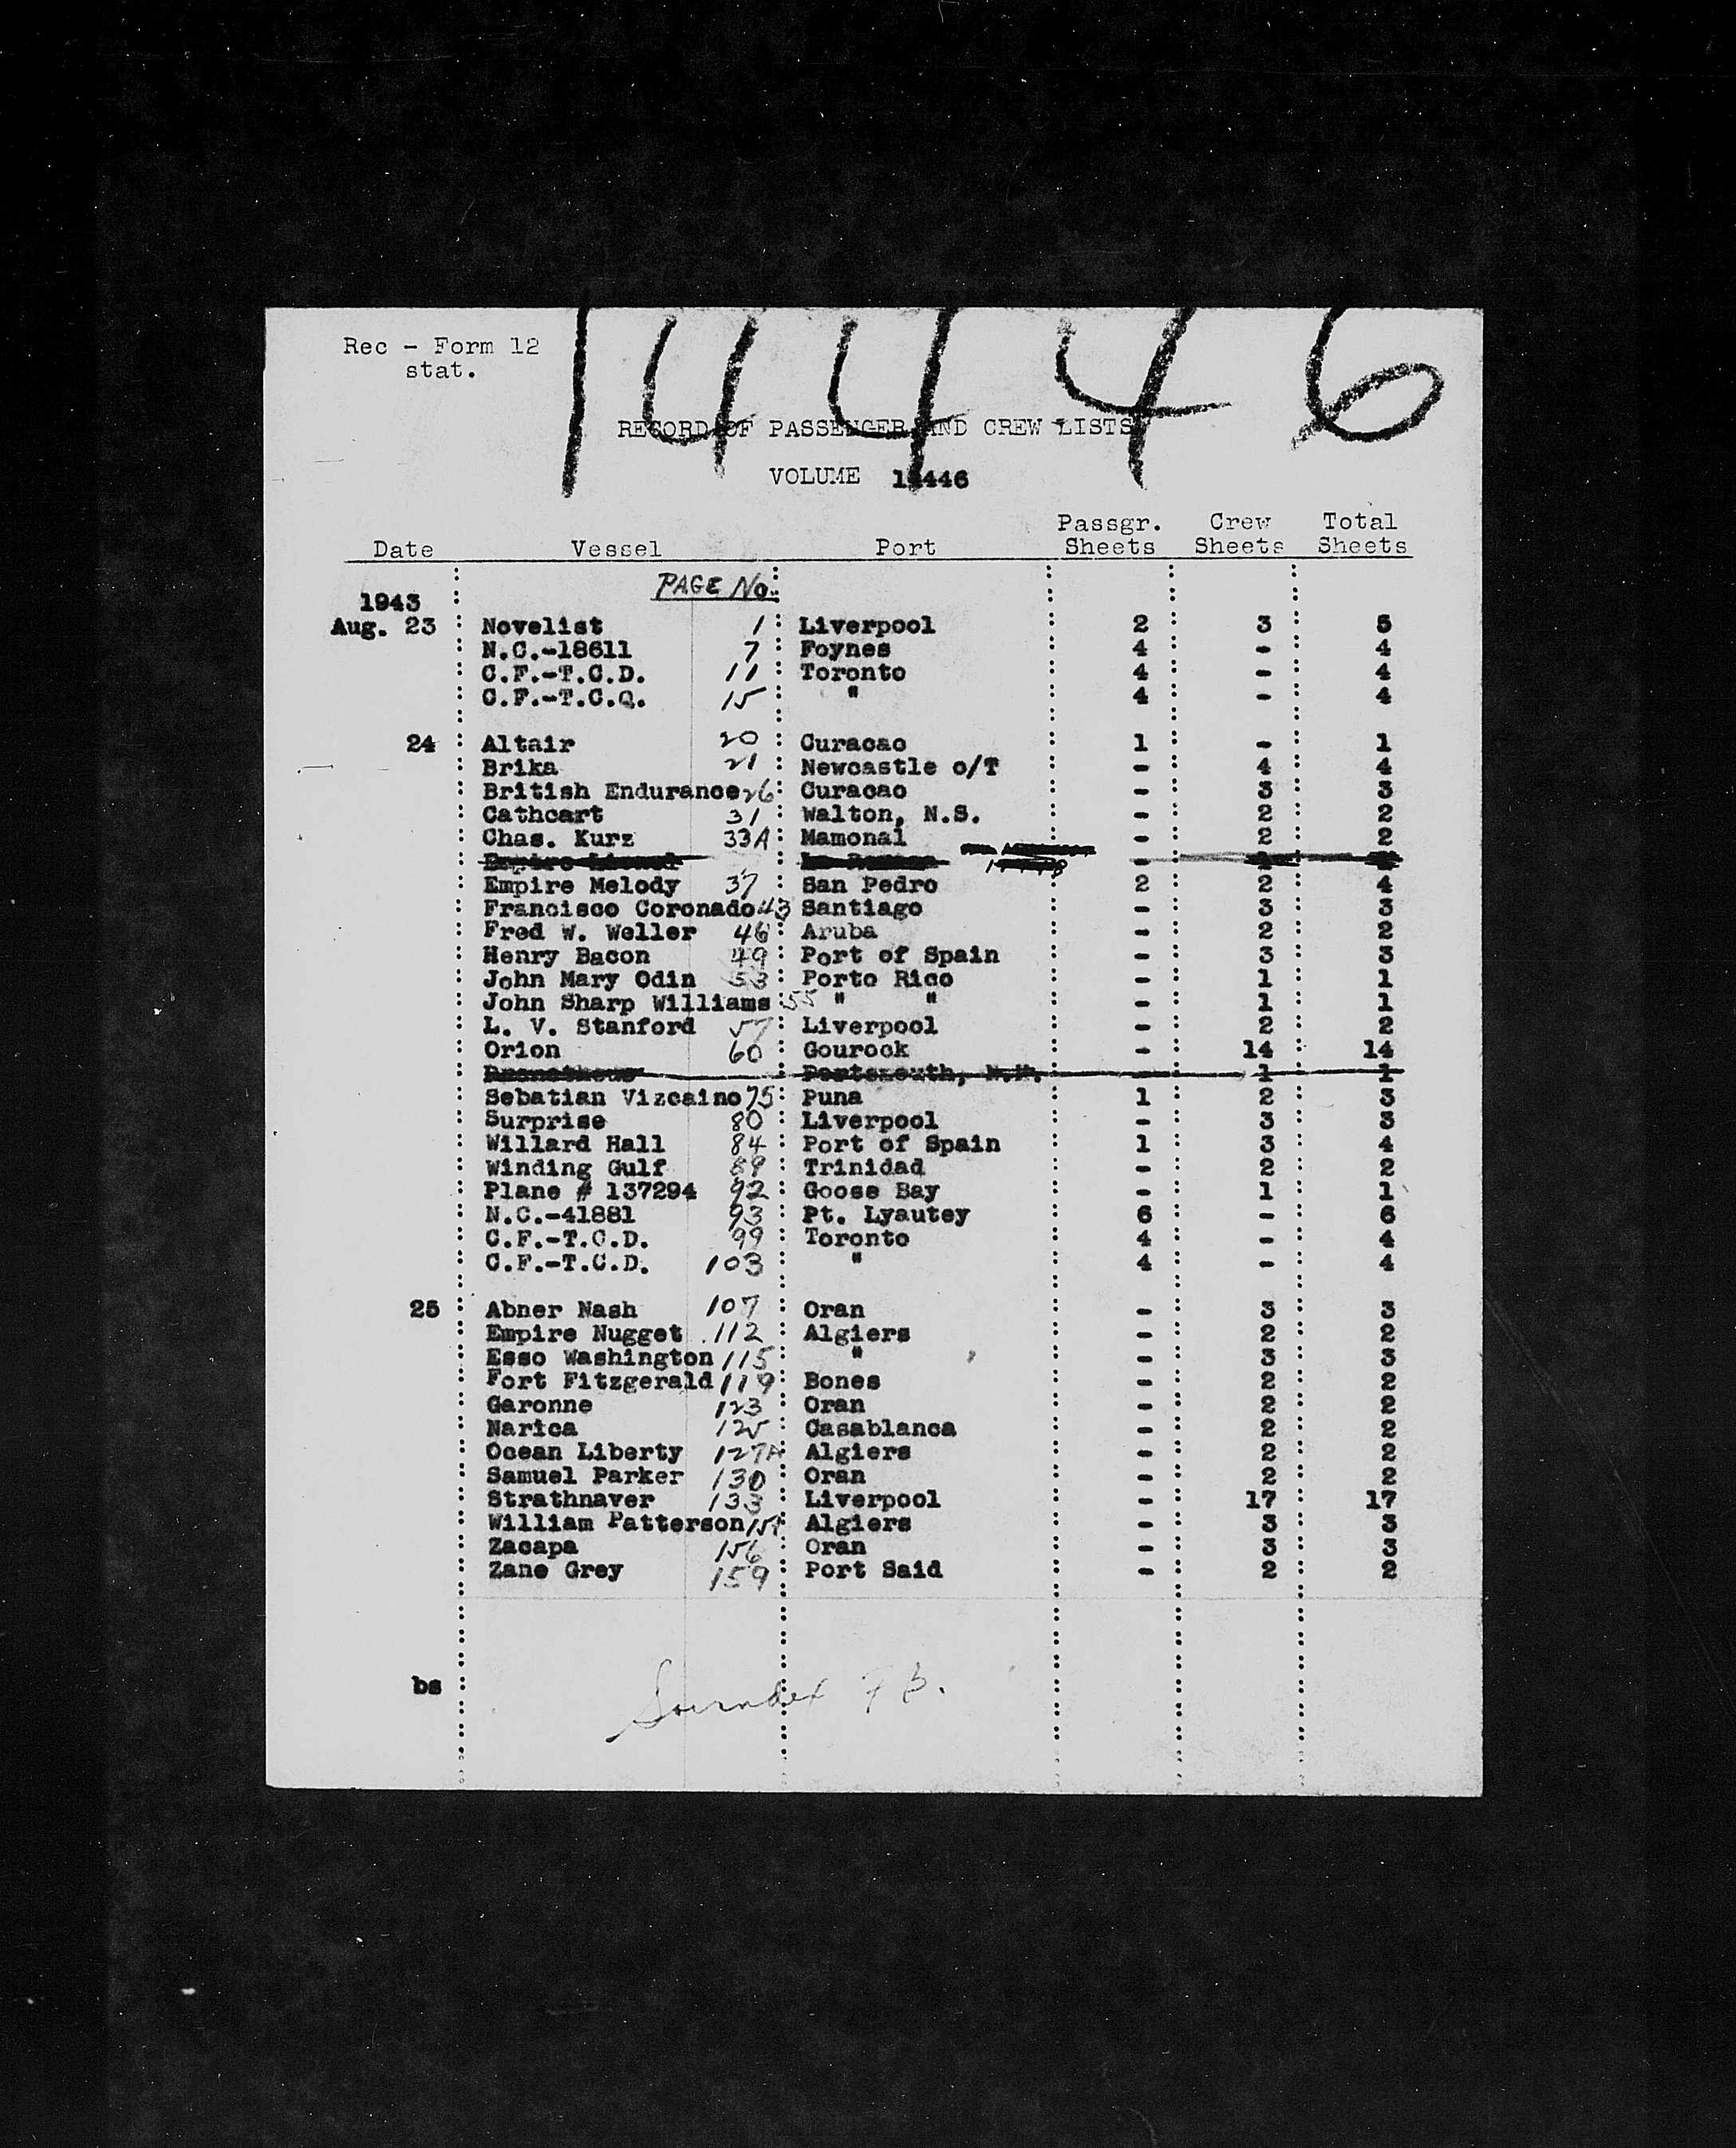 14446
Rec - Form 12
stat.
RECORD OF PASSENGER AND CREW LISTS
VOLUME 14446
Date Vessel Port Passgr. Sheets Crew Sheets Total Sheets
PAGE No.
1943
Aug. 23 Novelist 1 Liverpool 2 3 5
N.C.-18611 7 Foynes 4 - 4
C.F.-T.C.D. 11 Toronto 4 - 4
C.F.-T.C.Q. 15 " 4 - 4
24 Altair 20 Curacao 1 - 1
Brika 21 Newcastle o/T - 4 4
British Endurance 26 Curacao - 3 3
Cathcart 31 Walton, N.S. - 2 2
Chas. Kurz 33A Mamonal - 2 2
Empire Melody 37 San Pedro 2 2 4
Francisco Coronado 43 Santiago - 3 3
Fred W. Weller 46 Aruba - 2 2
Henry Bacon 49 Port of Spain - 3 3
John Mary Odin 53 Porto Rico - 1 1
John Sharp Williams 55 " " - 1 1
L. V. Stanford 57 Liverpool - 2 2
Orion 60 Gourock - 14 14
Portsmouth, - 1 1
Sebatian Vizcaino 75 Puna 1 2 3
Surprise 80 Liverpool - 3 3
Willard Hall 84 Port of Spain 1 3 4
Winding Gulf 89 Trinidad - 2 2
Plane # 137294 92 Goose Bay - 1 1
N.C.-41881 93 Pt. Lyautey 6 - 6
C.F.-T.C.D. 99 Toronto 4 - 4
C.F.-T.C.D. 103 " 4 - 4
25 Abner Nash 107 Oran - 3 3
Empire Nugget 112 Algiers - 2 2
Esso Washington 115 " - 3 3
Fort Fitzgerald 119 Bones - 2 2
Garonne 123 Oran - 2 2
Narica 125 Casablanca - 2 2
Ocean Liberty 127A Algiers - 2 2
Samuel Parker 130 Oran - 2 2
Strathnaver 133 Liverpool - 17 17
William Patterson Algiers - 3 3
Zacapa 156 Oran - 3 3
Zane Grey 159 Port Said - 2 2
bs